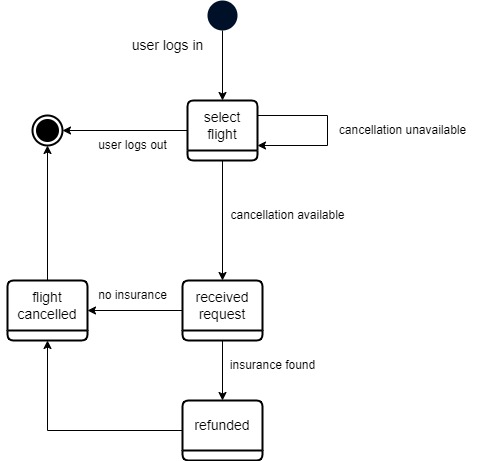 user logs in
select
flight
cancellation unavailable
user logs out
cancellation available
flight
cancelled
no insurance
received
request
insurance found
refunded